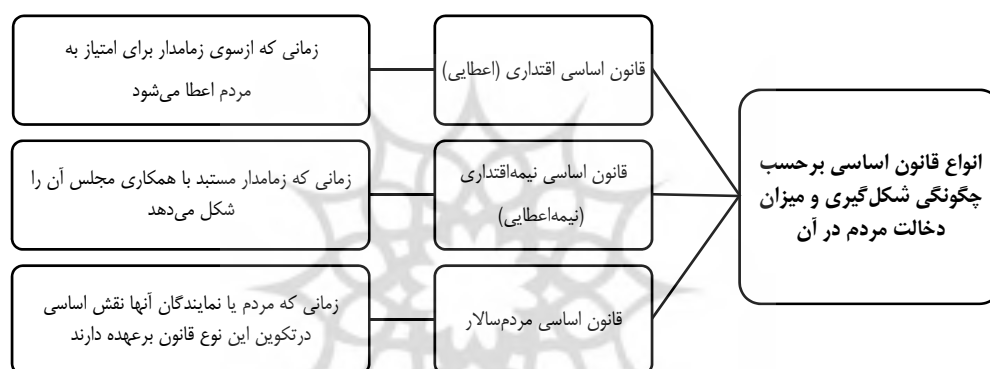 انواع قانون اساسی برحسب
چگونگی شکل‌گیری و میزان
دخالت مردم در آن
قانون اساسی اقتداری (اعطایی)
زمانی که ازسوی زمامدار برای امتیاز به
مردم اعطا می‌شود
قانون اساسی نیمه‌اقتداری
(نیمه‌اعطایی)
زمانی که زمامدار مستبد با همکاری مجلس آن را
شکل می‌دهد
قانون اساسی مردم‌سالار
زمانی که مردم یا نمایندگان آنها نقش اساسی
درتکوین این نوع قانون برعهده دارند